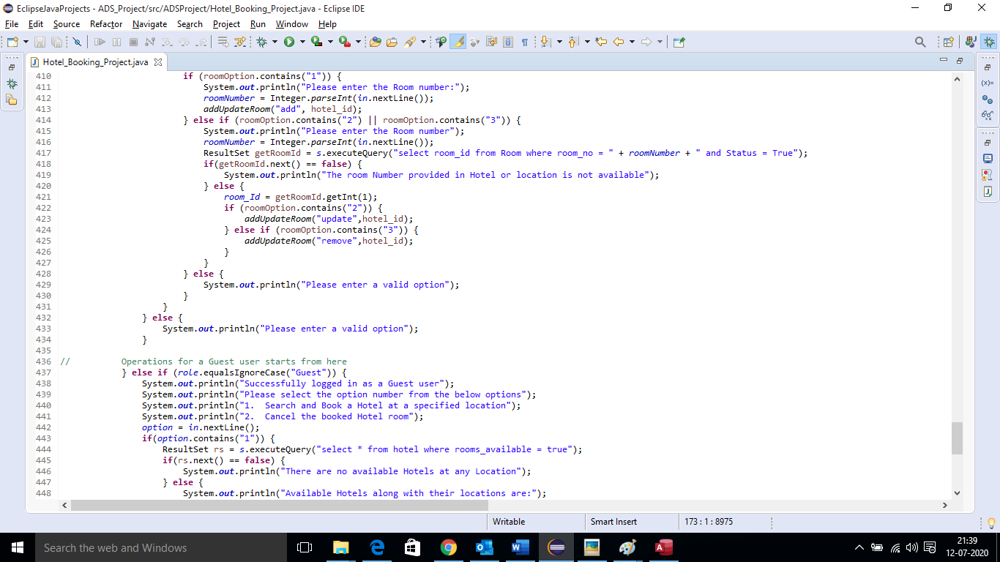 EclipseJavaProjects - ADS_Project/src/ADSProject/Hotel_Booking_Project.java - Eclipse IDE
File Edit Source Refactor Navigate Search Project Run Window Help
Hotel_Booking_Project.java
410 if (roomOption.contains("1")) {
411 System.out.println("Please enter the Room number:");
412 roomNumber = Integer.parseInt(in.nextLine());
413 addUpdateRoom("add", hotel_id);
414 } else if (roomOption.contains("2") || roomOption.contains("3")) {
415 System.out.println("Please enter the Room number");
416 roomNumber = Integer.parseInt(in.nextLine());
417 ResultSet getRoomId = s.executeQuery("select room_id from Room where room_no = " + roomNumber + " and Status = True");
418 if(getRoomId.next() == false) {
419 System.out.println("The room Number provided in Hotel or location is not available");
420 } else {
421 room_Id = getRoomId.getInt(1);
422 if (roomOption.contains("2")) {
423 addUpdateRoom("update",hotel_id);
424 } else if (roomOption.contains("3")) {
425 addUpdateRoom("remove",hotel_id);
426 }
427 }
428 } else {
429 System.out.println("Please enter a valid option");
430 }
431 }
432 } else {
433 System.out.println("Please enter a valid option");
434 }
435
436 // Operations for a Guest user starts from here
437 } else if (role.equalsIgnoreCase("Guest")) {
438 System.out.println("Successfully logged in as a Guest user");
439 System.out.println("Please select the option number from the below options");
440 System.out.println("1.  Search and Book a Hotel at a specified location");
441 System.out.println("2.  Cancel the booked Hotel room");
442 option = in.nextLine();
443 if(option.contains("1")) {
444 ResultSet rs = s.executeQuery("select * from hotel where rooms_available = true");
445 if(rs.next() == false) {
446 System.out.println("There are no available Hotels at any Location");
447 } else {
448 System.out.println("Available Hotels along with their locations are:");
Writable Smart Insert 173 : 1 : 8975
Search the web and Windows
21:39
12-07-2020